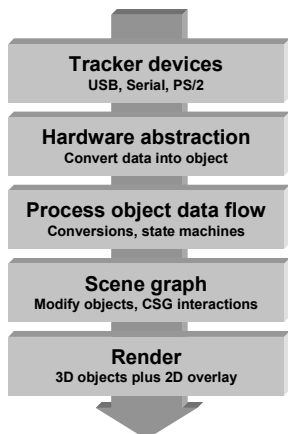 Tracker devices
USB, Serial, PS/2
Hardware abstraction
Convert data into object
Process object data flow
Conversions, state machines
Scene graph
Modify objects, CSG interactions
Render
3D objects plus 2D overlay